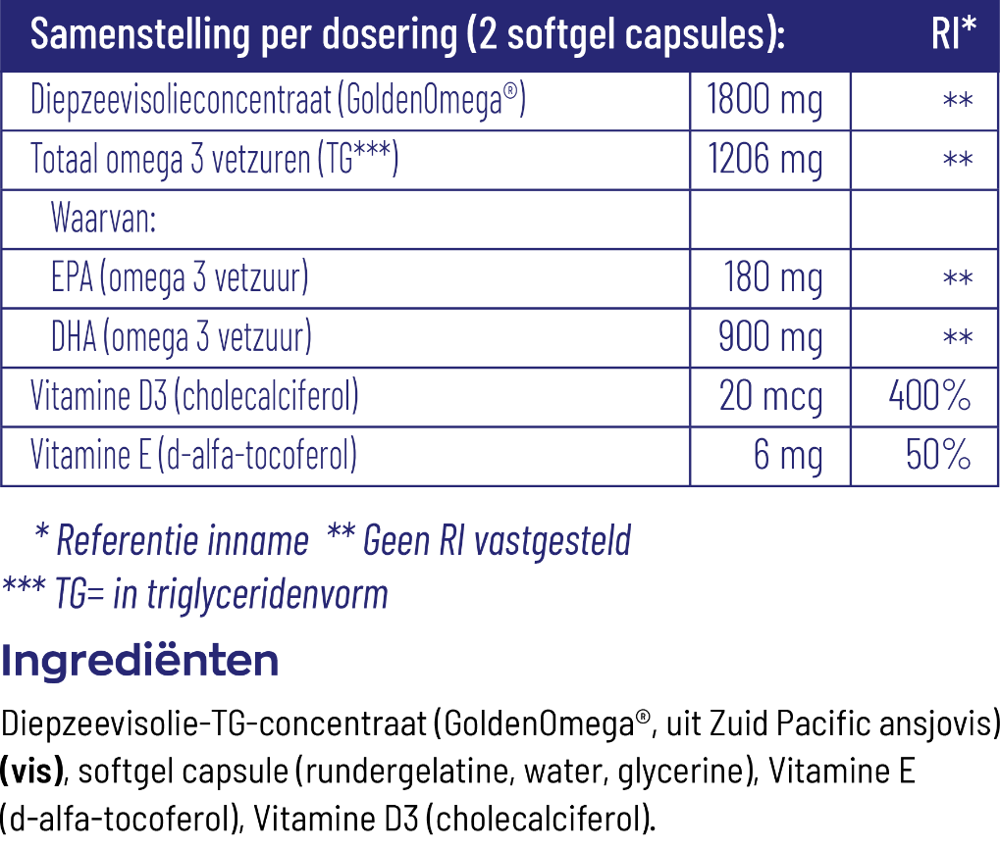 Samenstelling per dosering (2 softgel capsules): RI*
Diepzeevisolieconcentraat (GoldenOmega®) 1800 mg **
Totaal omega 3 vetzuren (TG***) 1206 mg **
Waarvan:
EPA (omega 3 vetzuur) 180 mg **
DHA (omega 3 vetzuur) 900 mg **
Vitamine D3 (cholecalciferol) 20 mcg 400%
Vitamine E (d-alfa-tocoferol) 6 mg 50%
* Referentie inname ** Geen RI vastgesteld
*** TG= in triglyceridenvorm
Ingrediënten
Diepzeevisolie-TG-concentraat (GoldenOmega®, uit Zuid Pacific ansjovis)
(vis), softgel capsule (rundergelatine, water, glycerine), Vitamine E
(d-alfa-tocoferol), Vitamine D3 (cholecalciferol).